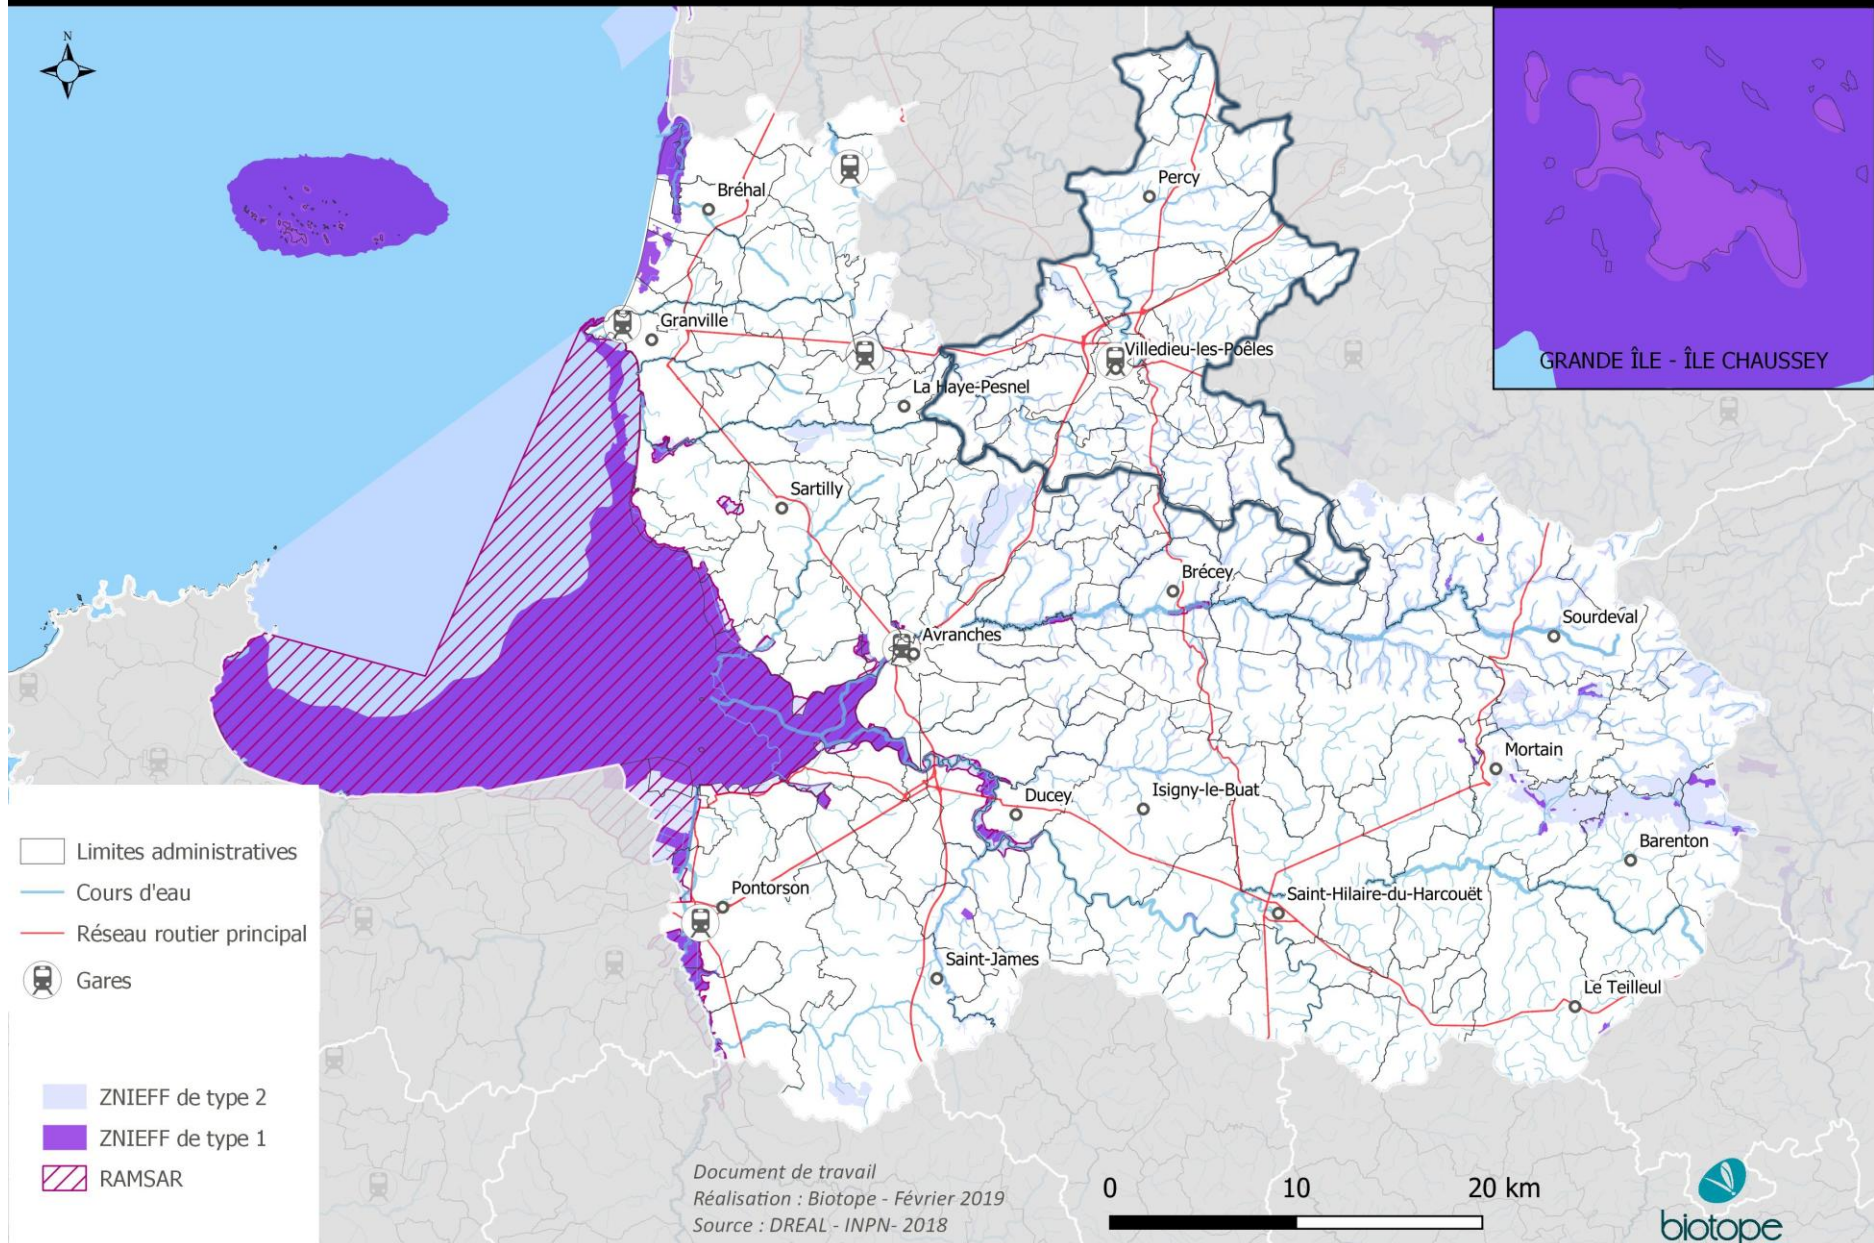 N
Percy
Bréhal
GRANDE ÎLE - ÎLE CHAUSSEY
Granville
Villedieu-les-Poêles
La Haye-Pesnel
Sartilly
Brécey
Sourdeval
Avranches
Mortain
Isigny-le-Buat
Ducey
Barenton
Pontorson
Saint-Hilaire-du-Harcouët
Saint-James
Le Teilleul
Limites administratives
Cours d'eau
Réseau routier principal
Gares
ZNIEFF de type 2
ZNIEFF de type 1
RAMSAR
Document de travail
Réalisation : Biotope - Février 2019
Source : DREAL - INPN- 2018
0 10 20 km
biotope